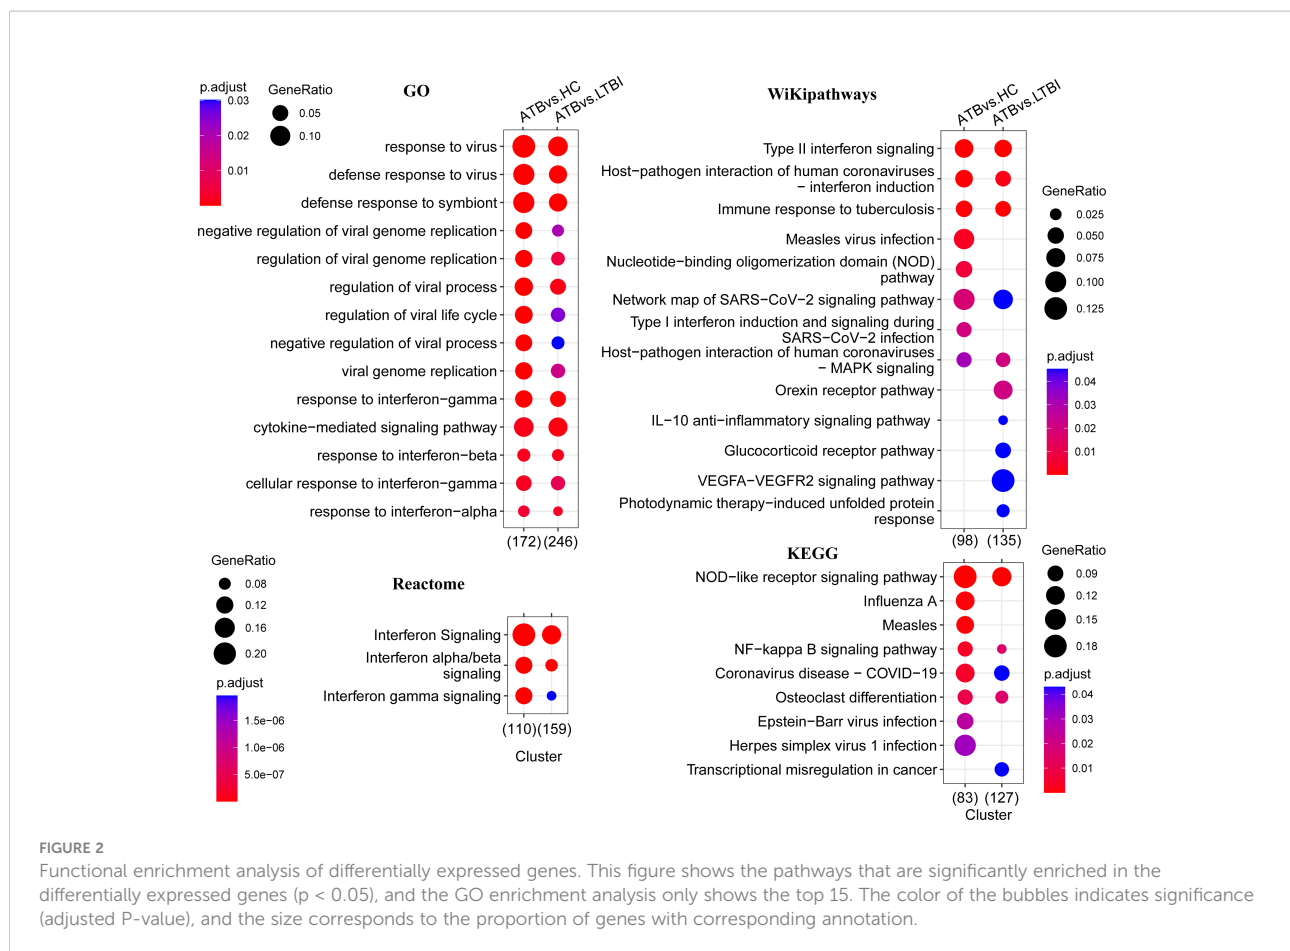 GO
p.adjust
0.03
0.02
0.01
GeneRatio
0.05
0.10
ATBvs.HC
ATBvs.LTBI
response to virus
defense response to virus
defense response to symbiont
negative regulation of viral genome replication
regulation of viral genome replication
regulation of viral process
regulation of viral life cycle
negative regulation of viral process
viral genome replication
response to interferon−gamma
cytokine−mediated signaling pathway
response to interferon−beta
cellular response to interferon−gamma
response to interferon−alpha
(172) (246)
WiKipathways
ATBvs.HC
ATBvs.LTBI
Type II interferon signaling
Host−pathogen interaction of human coronaviruses
− interferon induction
Immune response to tuberculosis
Measles virus infection
Nucleotide−binding oligomerization domain (NOD)
pathway
Network map of SARS−CoV−2 signaling pathway
Type I interferon induction and signaling during
SARS−CoV−2 infection
Host−pathogen interaction of human coronaviruses
− MAPK signaling
Orexin receptor pathway
IL−10 anti−inflammatory signaling pathway
Glucocorticoid receptor pathway
VEGFA−VEGFR2 signaling pathway
Photodynamic therapy−induced unfolded protein
response
(98) (135)
GeneRatio
0.025
0.050
0.075
0.100
0.125
p.adjust
0.04
0.03
0.02
0.01
GeneRatio
0.08
0.12
0.16
0.20
p.adjust
1.5e−06
1.0e−06
5.0e−07
Reactome
Interferon Signaling
Interferon alpha/beta
signaling
Interferon gamma signaling
(110) (159)
Cluster
KEGG
NOD−like receptor signaling pathway
Influenza A
Measles
NF−kappa B signaling pathway
Coronavirus disease − COVID−19
Osteoclast differentiation
Epstein−Barr virus infection
Herpes simplex virus 1 infection
Transcriptional misregulation in cancer
(83) (127)
Cluster
GeneRatio
0.09
0.12
0.15
0.18
p.adjust
0.04
0.03
0.02
0.01
FIGURE 2
Functional enrichment analysis of differentially expressed genes. This figure shows the pathways that are significantly enriched in the
differentially expressed genes (p < 0.05), and the GO enrichment analysis only shows the top 15. The color of the bubbles indicates significance
(adjusted P-value), and the size corresponds to the proportion of genes with corresponding annotation.